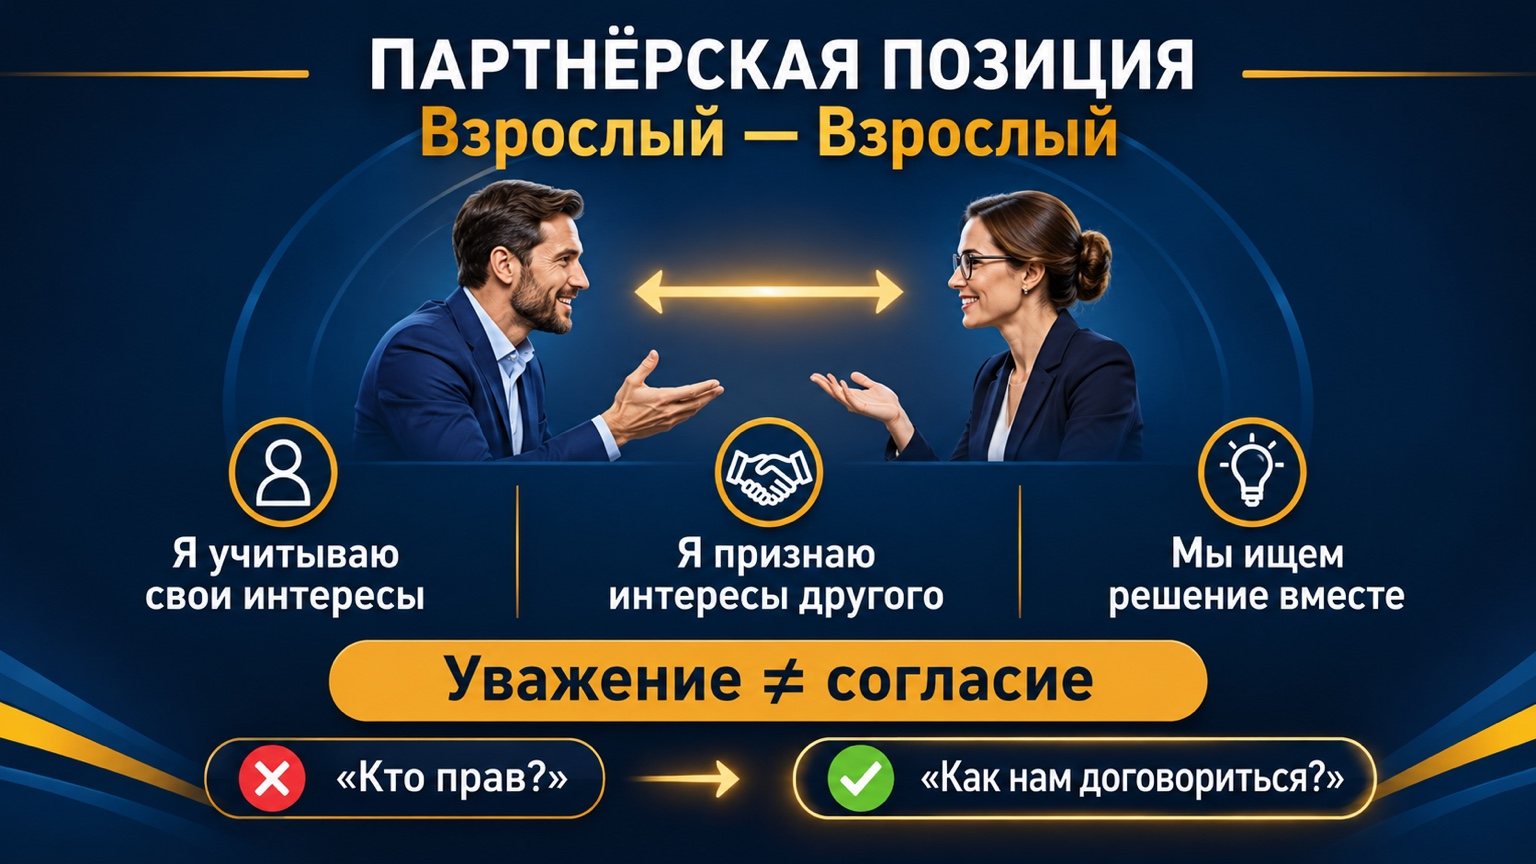 ПАРТНЁРСКАЯ ПОЗИЦИЯ
Взрослый — Взрослый
Я учитываю
свои интересы
Я признаю
интересы другого
Мы ищем
решение вместе
Уважение ≠ согласие
«Кто прав?»
«Как нам договориться?»